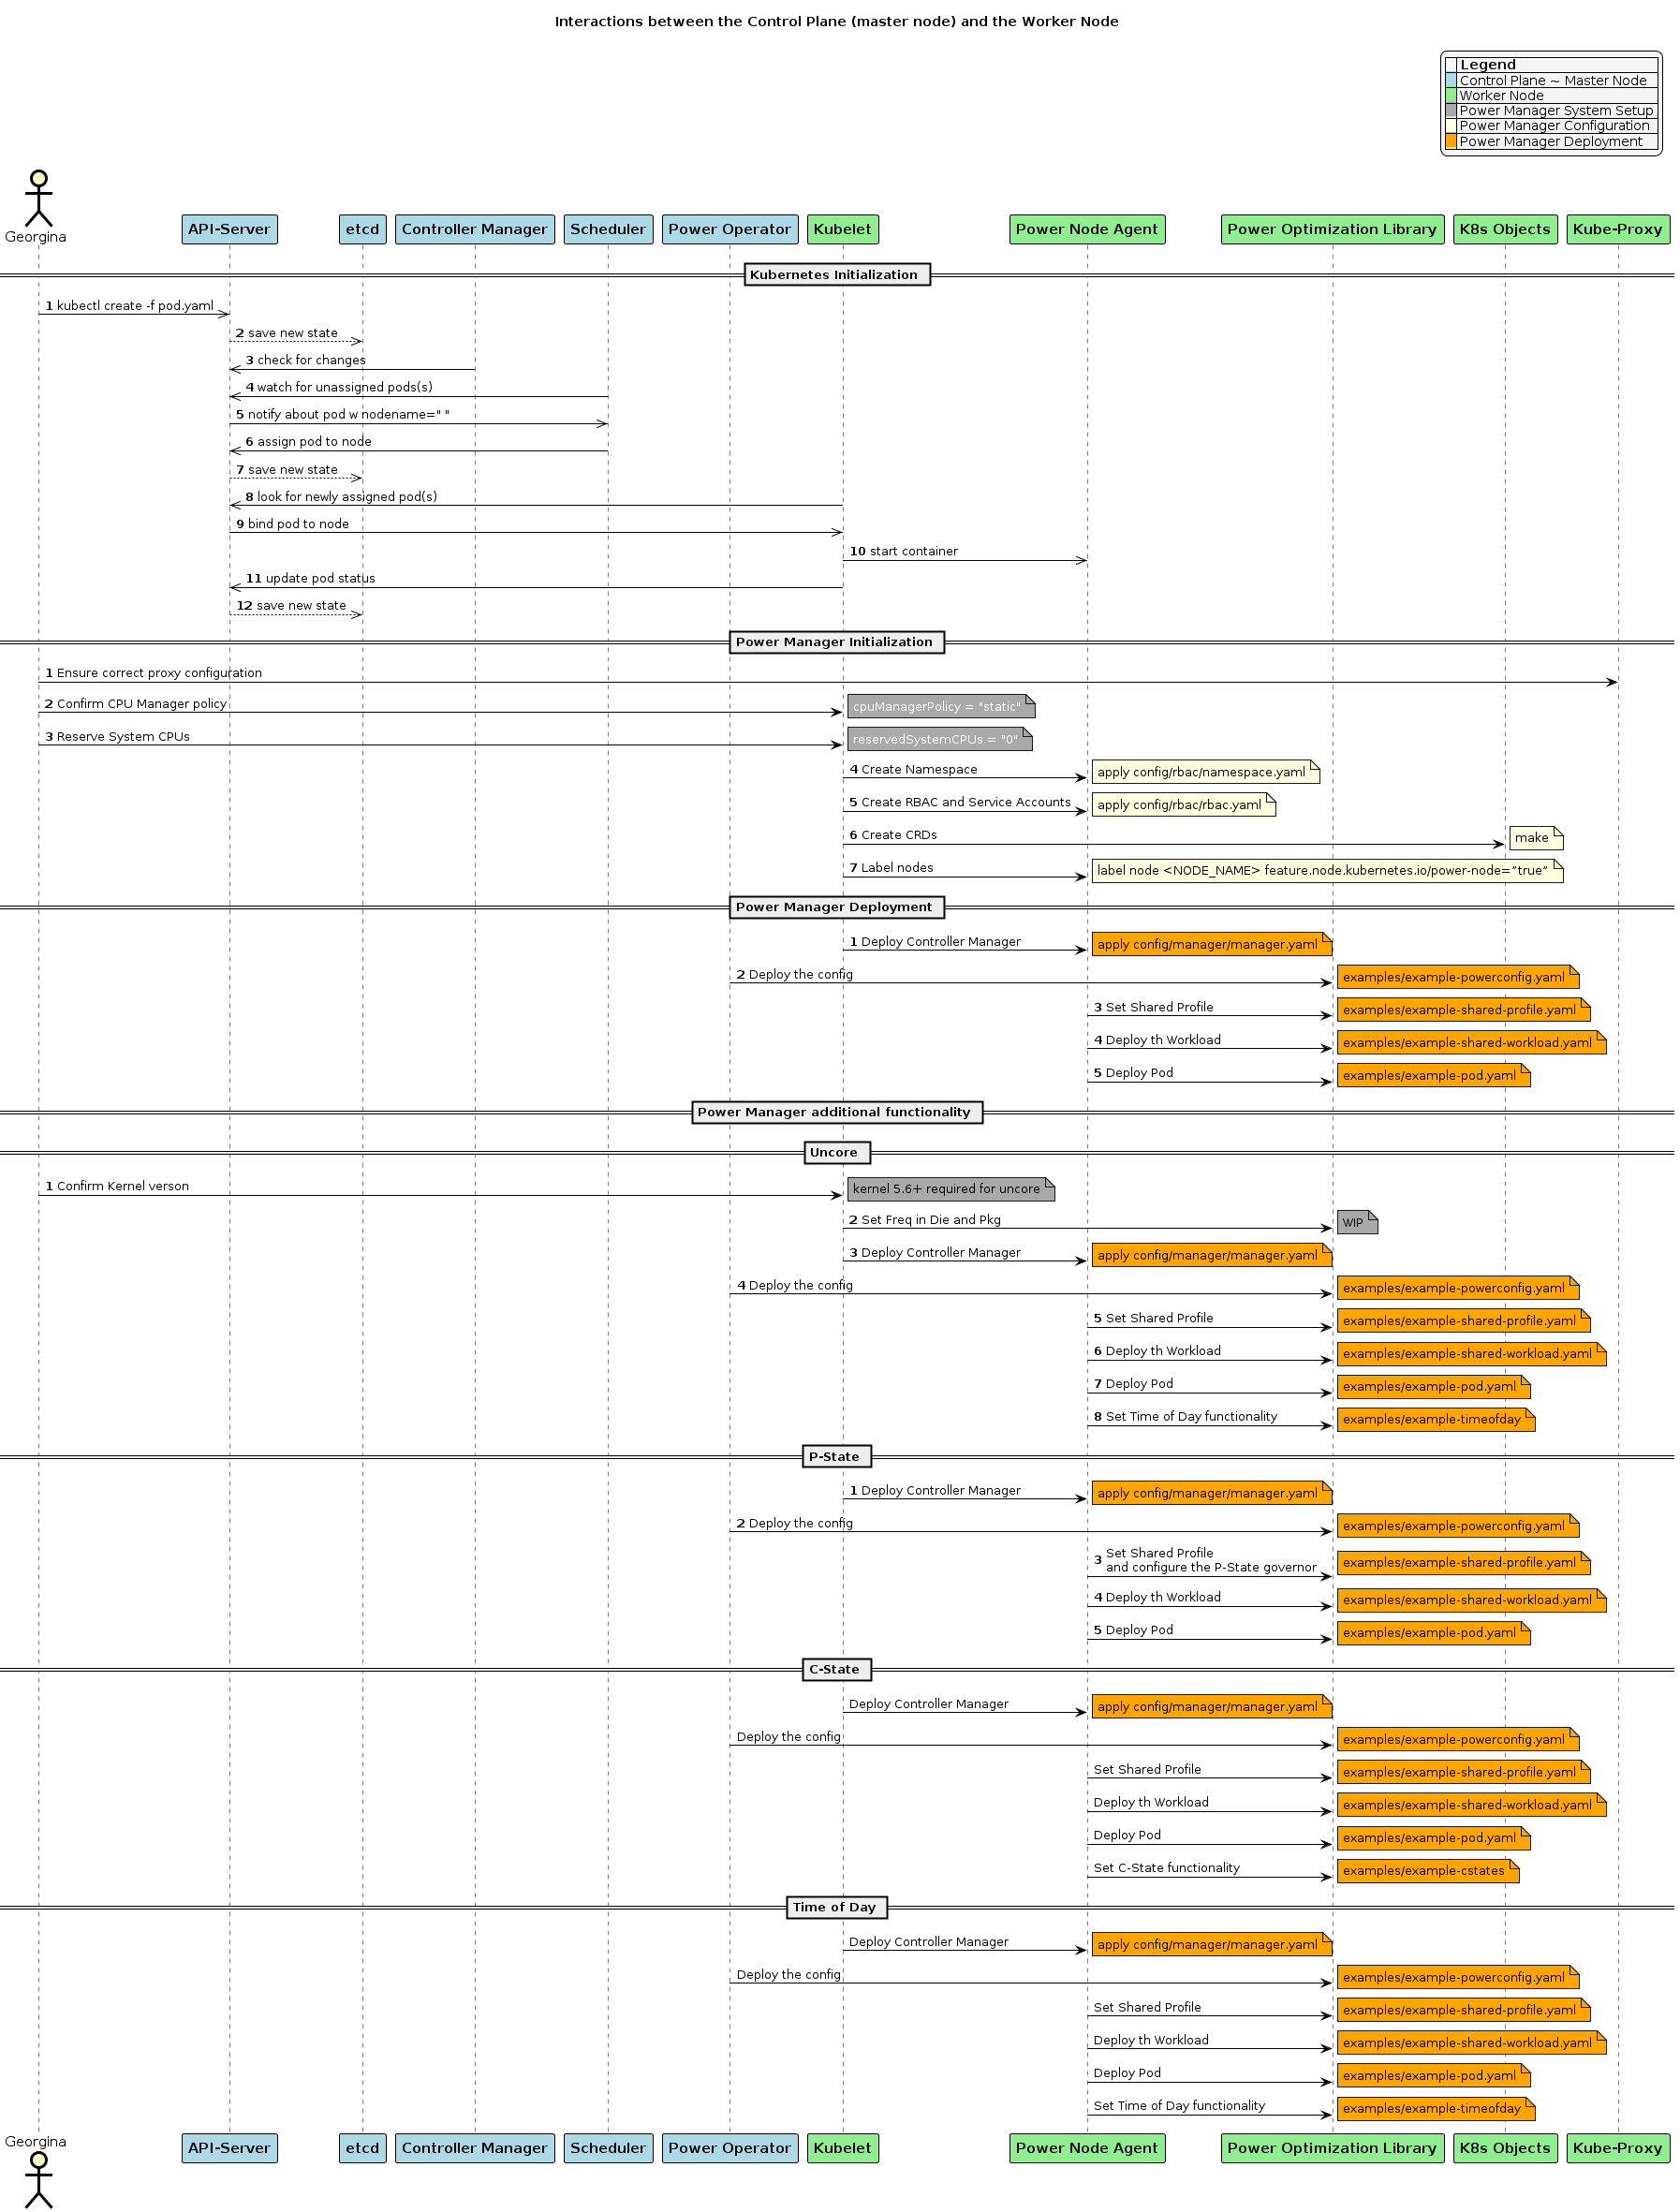 Interactions between the Control Plane (master node) and the Worker Node
Legend
Control Plane ~ Master Node
Worker Node
Power Manager System Setup
Power Manager Configuration
Power Manager Deployment
Georgina
API-Server
etcd
Controller Manager
Scheduler
Power Operator
Kubelet
Power Node Agent
Power Optimization Library
K8s Objects
Kube-Proxy
Kubernetes Initialization
1 kubectl create -f pod.yaml
2 save new state
3 check for changes
4 watch for unassigned pods(s)
5 notify about pod w nodename=" "
6 assign pod to node
7 save new state
8 look for newly assigned pod(s)
9 bind pod to node
10 start container
11 update pod status
12 save new state
Power Manager Initialization
1 Ensure correct proxy configuration
2 Confirm CPU Manager policy
cpuManagerPolicy = "static"
3 Reserve System CPUs
reservedSystemCPUs = "0"
4 Create Namespace
apply config/rbac/namespace.yaml
5 Create RBAC and Service Accounts
apply config/rbac/rbac.yaml
6 Create CRDs
make
7 Label nodes
label node <NODE_NAME> feature.node.kubernetes.io/power-node=”true”
Power Manager Deployment
1 Deploy Controller Manager
apply config/manager/manager.yaml
2 Deploy the config
examples/example-powerconfig.yaml
3 Set Shared Profile
examples/example-shared-profile.yaml
4 Deploy th Workload
examples/example-shared-workload.yaml
5 Deploy Pod
examples/example-pod.yaml
Power Manager additional functionality
Uncore
1 Confirm Kernel verson
kernel 5.6+ required for uncore
2 Set Freq in Die and Pkg
WIP
3 Deploy Controller Manager
apply config/manager/manager.yaml
4 Deploy the config
examples/example-powerconfig.yaml
5 Set Shared Profile
examples/example-shared-profile.yaml
6 Deploy th Workload
examples/example-shared-workload.yaml
7 Deploy Pod
examples/example-pod.yaml
8 Set Time of Day functionality
examples/example-timeofday
P-State
1 Deploy Controller Manager
apply config/manager/manager.yaml
2 Deploy the config
examples/example-powerconfig.yaml
3 Set Shared Profile
and configure the P-State governor
examples/example-shared-profile.yaml
4 Deploy th Workload
examples/example-shared-workload.yaml
5 Deploy Pod
examples/example-pod.yaml
C-State
Deploy Controller Manager
apply config/manager/manager.yaml
Deploy the config
examples/example-powerconfig.yaml
Set Shared Profile
examples/example-shared-profile.yaml
Deploy th Workload
examples/example-shared-workload.yaml
Deploy Pod
examples/example-pod.yaml
Set C-State functionality
examples/example-cstates
Time of Day
Deploy Controller Manager
apply config/manager/manager.yaml
Deploy the config
examples/example-powerconfig.yaml
Set Shared Profile
examples/example-shared-profile.yaml
Deploy th Workload
examples/example-shared-workload.yaml
Deploy Pod
examples/example-pod.yaml
Set Time of Day functionality
examples/example-timeofday
Georgina
API-Server
etcd
Controller Manager
Scheduler
Power Operator
Kubelet
Power Node Agent
Power Optimization Library
K8s Objects
Kube-Proxy